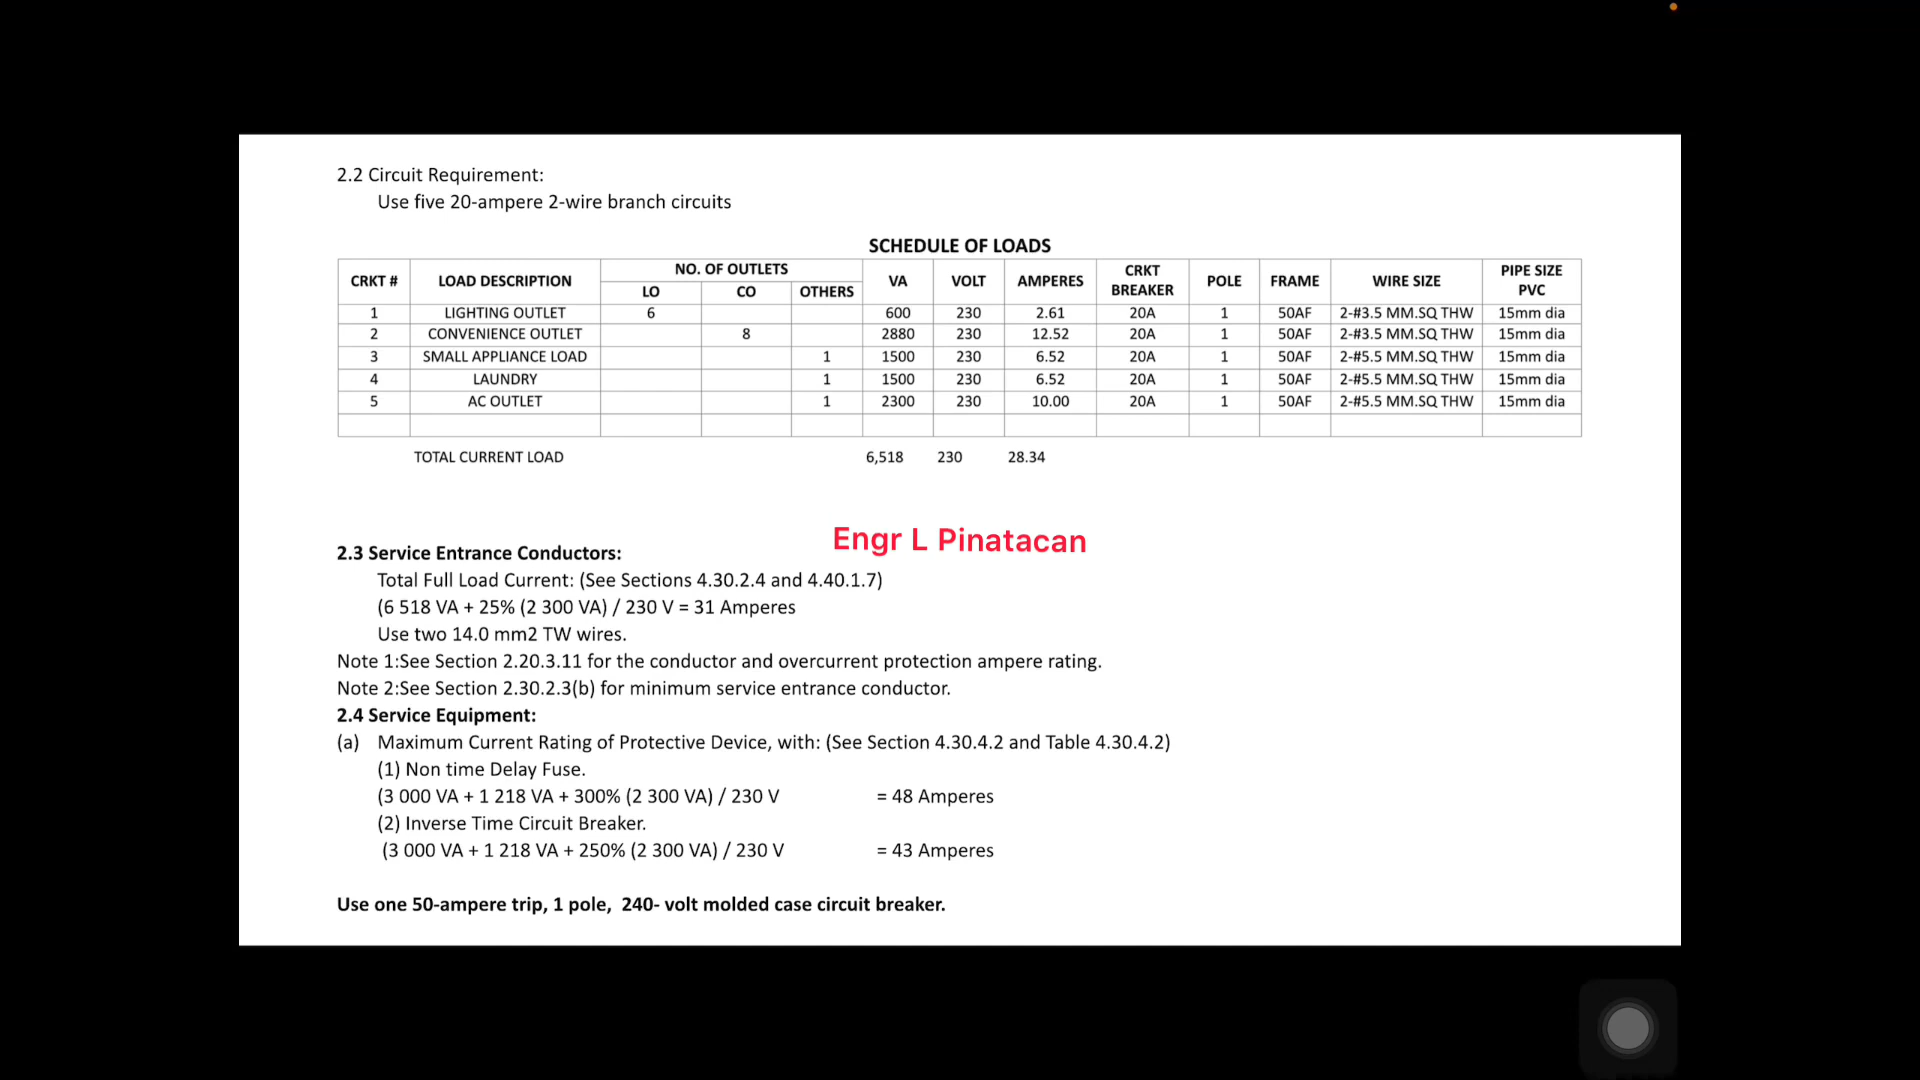 2.2 Circuit Requirement:
Use five 20-ampere 2-wire branch circuits
SCHEDULE OF LOADS
CRKT # LOAD DESCRIPTION NO. OF OUTLETS VA VOLT AMPERES CRKT BREAKER POLE FRAME WIRE SIZE PIPE SIZE PVC
LO CO OTHERS
1 LIGHTING OUTLET 6 600 230 2.61 20A 1 50AF 2-#3.5 MM.SQ THW 15mm dia
2 CONVENIENCE OUTLET 8 2880 230 12.52 20A 1 50AF 2-#3.5 MM.SQ THW 15mm dia
3 SMALL APPLIANCE LOAD 1 1500 230 6.52 20A 1 50AF 2-#5.5 MM.SQ THW 15mm dia
4 LAUNDRY 1 1500 230 6.52 20A 1 50AF 2-#5.5 MM.SQ THW 15mm dia
5 AC OUTLET 1 2300 230 10.00 20A 1 50AF 2-#5.5 MM.SQ THW 15mm dia
TOTAL CURRENT LOAD 6,518 230 28.34
Engr L Pinatacan
2.3 Service Entrance Conductors:
Total Full Load Current: (See Sections 4.30.2.4 and 4.40.1.7)
(6 518 VA + 25% (2 300 VA) / 230 V = 31 Amperes
Use two 14.0 mm2 TW wires.
Note 1:See Section 2.20.3.11 for the conductor and overcurrent protection ampere rating.
Note 2:See Section 2.30.2.3(b) for minimum service entrance conductor.
2.4 Service Equipment:
(a) Maximum Current Rating of Protective Device, with: (See Section 4.30.4.2 and Table 4.30.4.2)
(1) Non time Delay Fuse.
(3 000 VA + 1 218 VA + 300% (2 300 VA) / 230 V = 48 Amperes
(2) Inverse Time Circuit Breaker.
(3 000 VA + 1 218 VA + 250% (2 300 VA) / 230 V = 43 Amperes
Use one 50-ampere trip, 1 pole, 240- volt molded case circuit breaker.